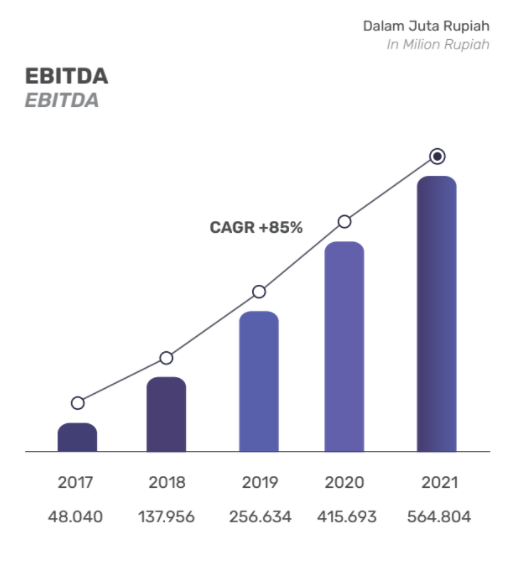 Dalam Juta Rupiah
In Milion Rupiah
EBITDA
EBITDA
CAGR +85%
2017 2018 2019 2020 2021
48.040 137.956 256.634 415.693 564.804